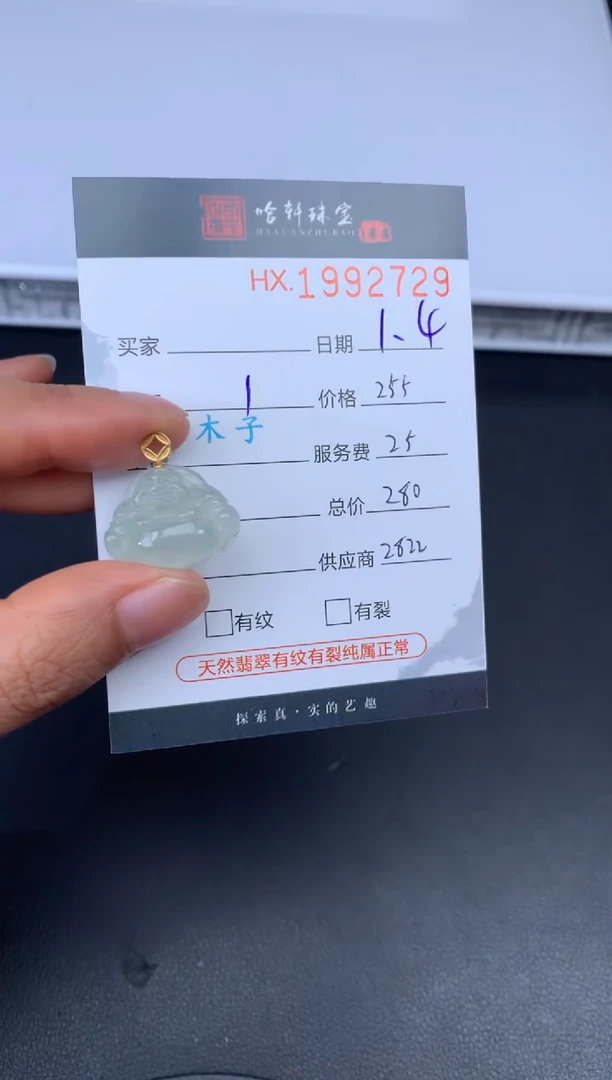 哈轩珠宝
HAXUANZHUBAO
HX.1992729
买家 日期 1、4
1 价格 255
木子 服务费 25
总价 280
供应商 2822
有纹 有裂
天然翡翠有纹有裂纯属正常
探索真·实的艺趣